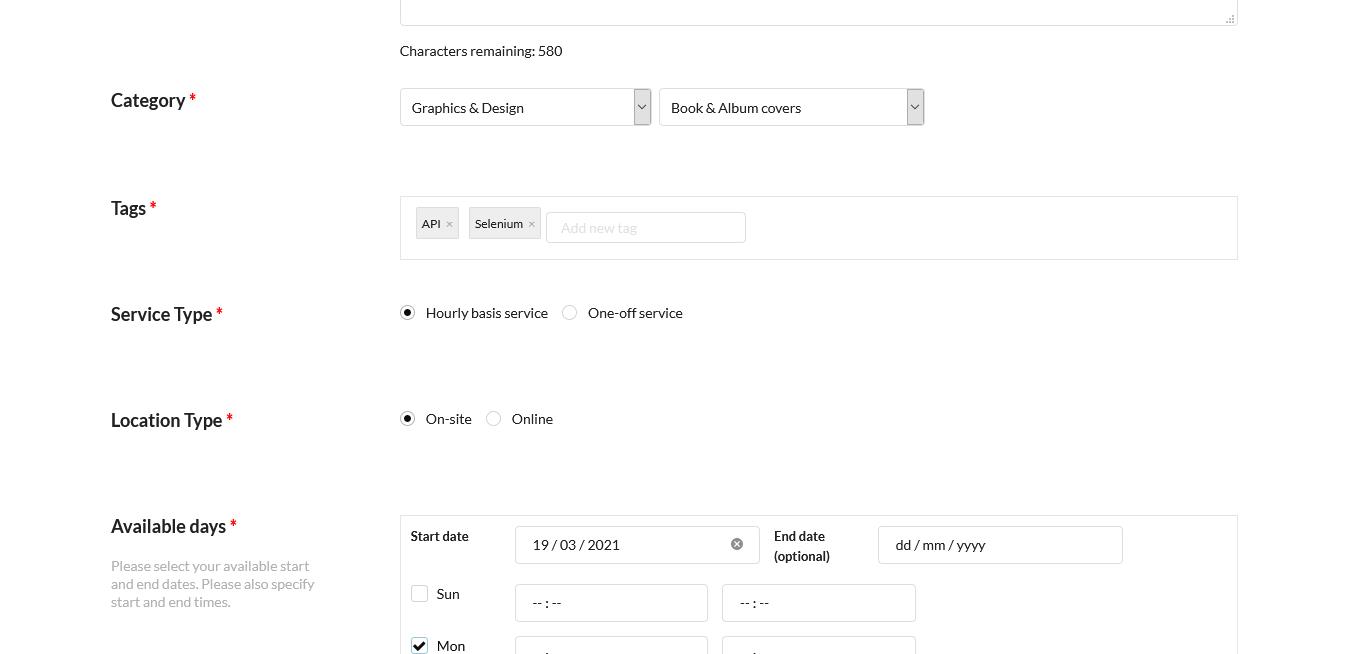 Characters remaining: 580
Category *
Graphics & Design
Book & Album covers
Tags *
API ×
Selenium ×
Add new tag
Service Type *
Hourly basis service
One-off service
Location Type *
On-site
Online
Available days *
Please select your available start
and end dates. Please also specify
start and end times.
Start date
19 / 03 / 2021
End date
(optional)
dd / mm / yyyy
Sun
-- : --
-- : --
Mon